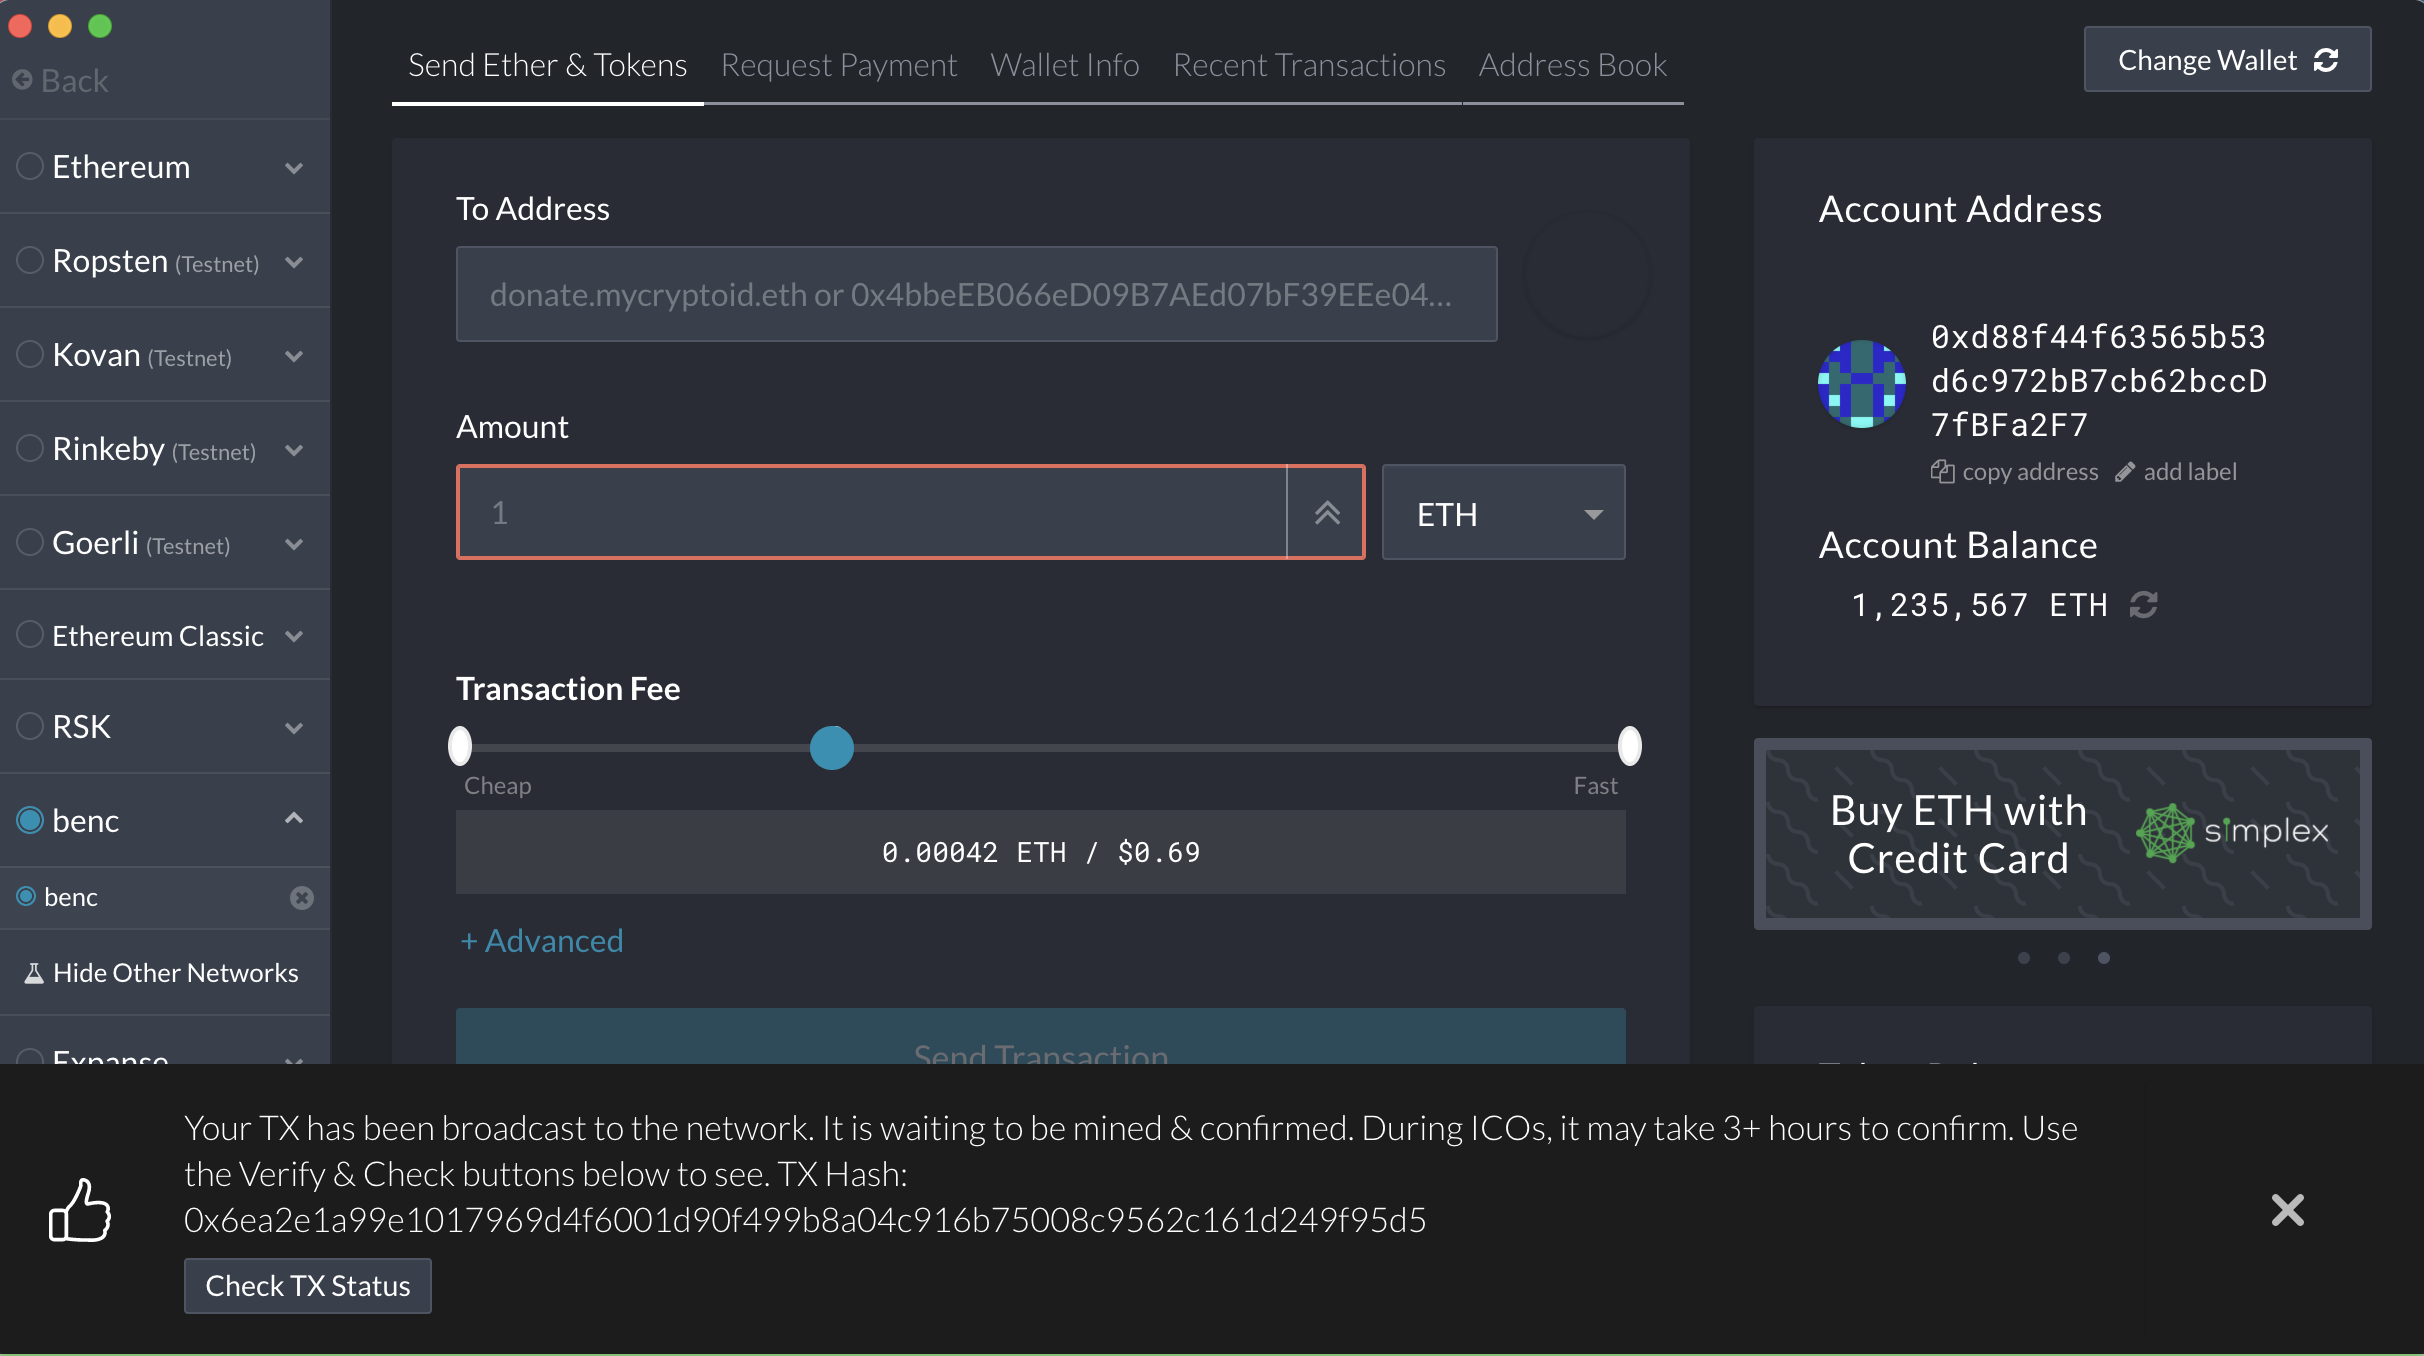 Back
Ethereum
Ropsten (Testnet)
Kovan (Testnet)
Rinkeby (Testnet)
Goerli (Testnet)
Ethereum Classic
RSK
benc
benc
Hide Other Networks
Expanse
Send Ether & Tokens
Request Payment
Wallet Info
Recent Transactions
Address Book
Change Wallet
To Address
donate.mycryptoid.eth or 0x4bbeEB066eD09B7AEd07bF39EEe04...
Amount
1
ETH
Transaction Fee
Cheap
Fast
0.00042 ETH / $0.69
+ Advanced
Send Transaction
Account Address
0xd88f44f63565b53
d6c972bB7cb62bccD
7fBFa2F7
copy address
add label
Account Balance
1,235,567 ETH
Buy ETH with
Credit Card
simplex
Your TX has been broadcast to the network. It is waiting to be mined & confirmed. During ICOs, it may take 3+ hours to confirm. Use
the Verify & Check buttons below to see. TX Hash:
0x6ea2e1a99e1017969d4f6001d90f499b8a04c916b75008c9562c161d249f95d5
Check TX Status